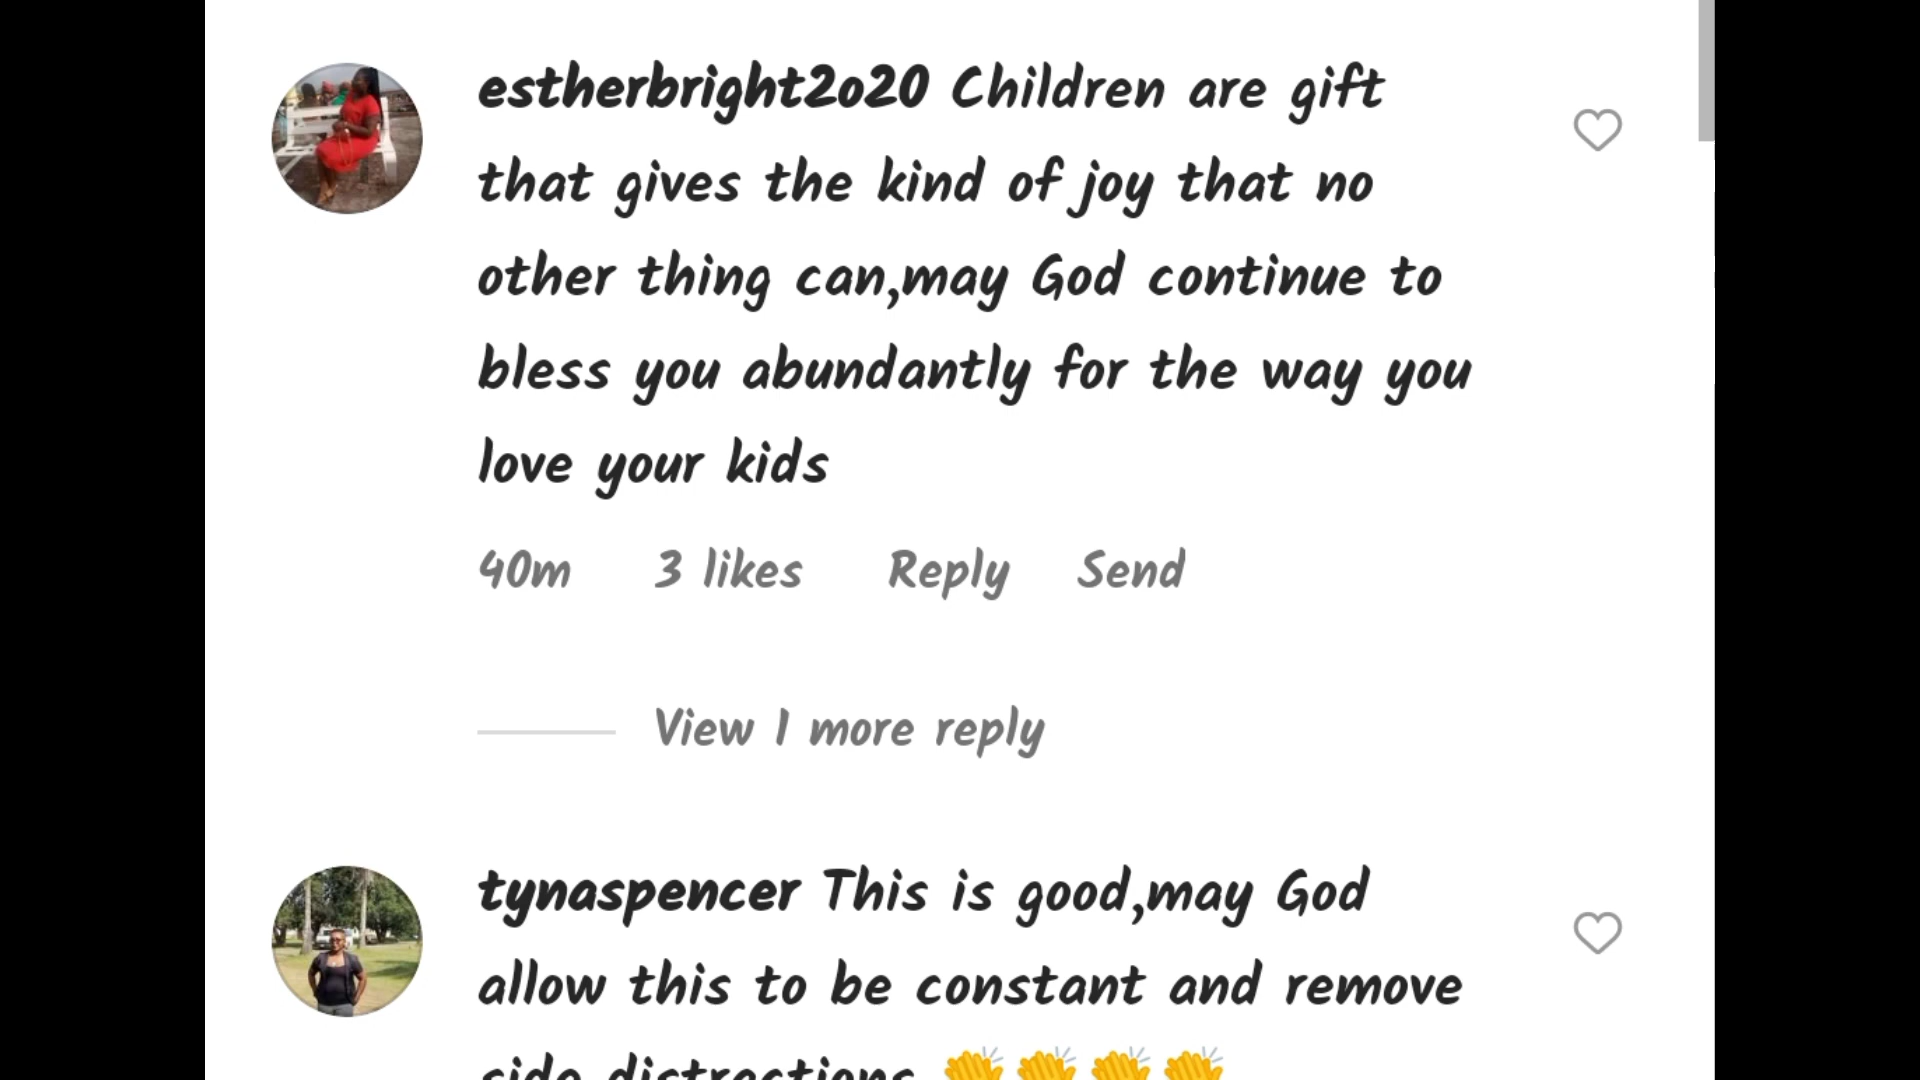 estherbright2o20 Children are gift
that gives the kind of joy that no
other thing can,may God continue to
bless you abundantly for the way you
love your kids
40m 3 likes Reply Send
View 1 more reply
tynaspencer This is good,may God
allow this to be constant and remove
side distractions 👏👏👏👏